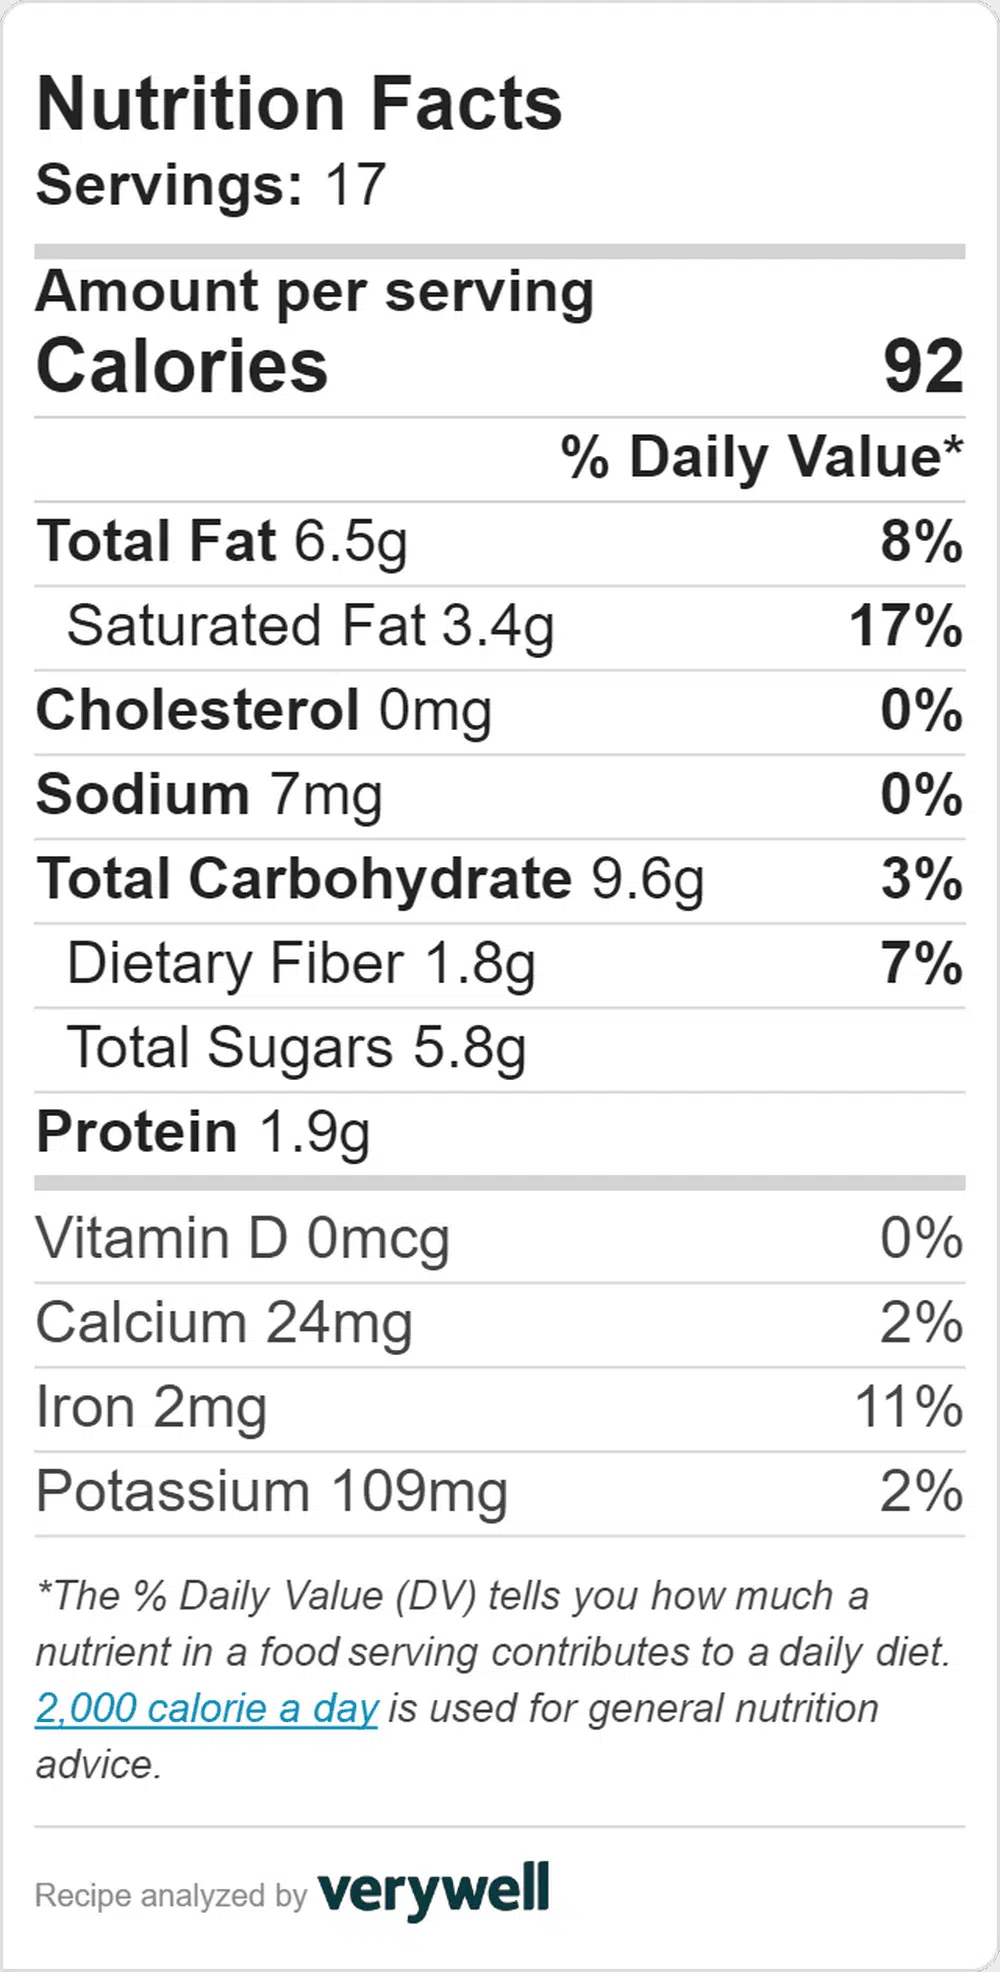 Nutrition Facts
Servings: 17
Amount per serving
Calories 92
% Daily Value*
Total Fat 6.5g 8%
Saturated Fat 3.4g 17%
Cholesterol 0mg 0%
Sodium 7mg 0%
Total Carbohydrate 9.6g 3%
Dietary Fiber 1.8g 7%
Total Sugars 5.8g
Protein 1.9g
Vitamin D 0mcg 0%
Calcium 24mg 2%
Iron 2mg 11%
Potassium 109mg 2%
*The % Daily Value (DV) tells you how much a
nutrient in a food serving contributes to a daily diet.
2,000 calorie a day is used for general nutrition
advice.
Recipe analyzed by verywell